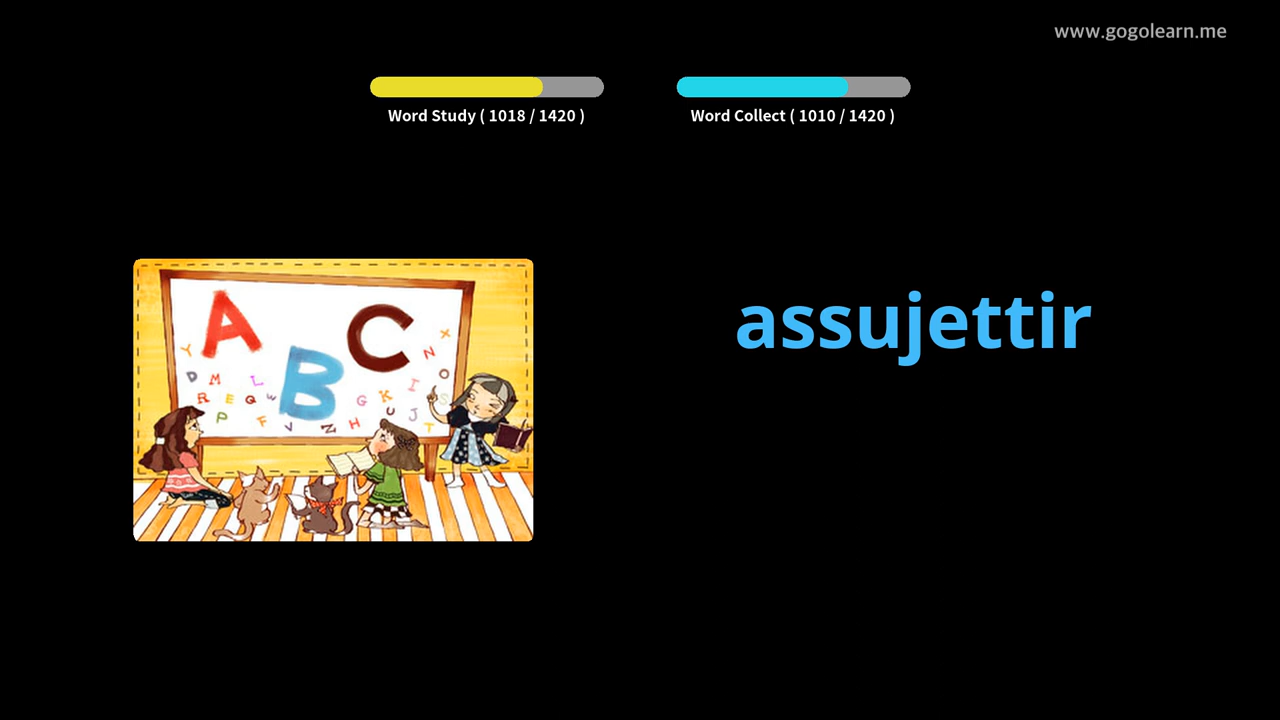 www.gogolearn.me
Word Study ( 1018 / 1420 )
Word Collect ( 1010 / 1420 )
assujettir
A
B
C
Y
X
N
D
M
L
O
R
E
Q
W
G
K
I
S
P
F
V
Z
H
U
J
T